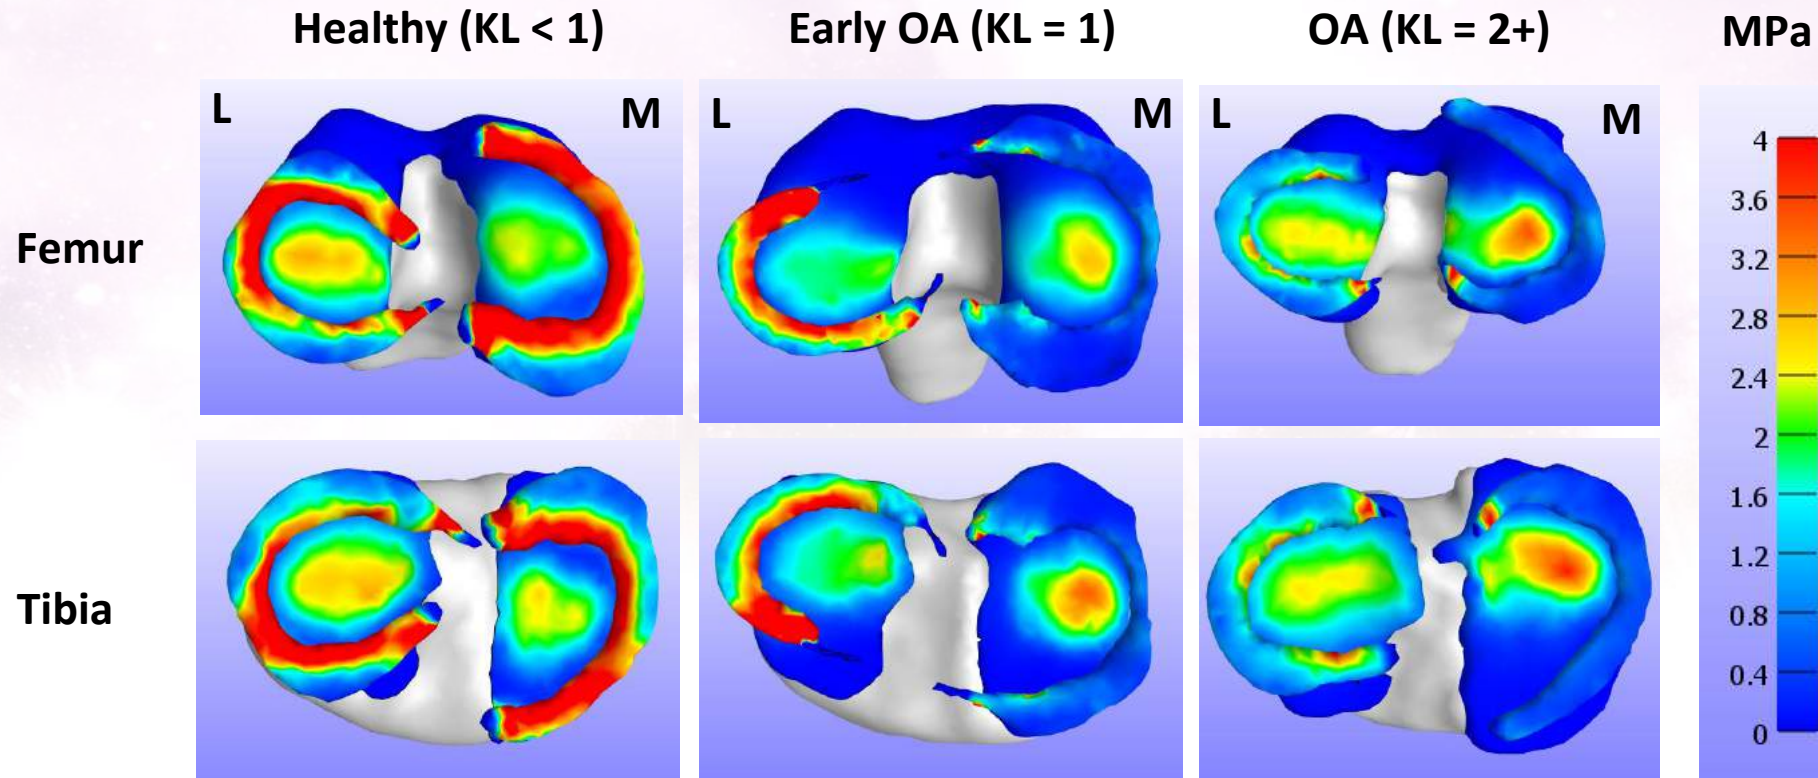 Healthy (KL < 1) Early OA (KL = 1) OA (KL = 2+) MPa
L M L M L M
Femur
Tibia
4
3.6
3.2
2.8
2.4
2
1.6
1.2
0.8
0.4
0